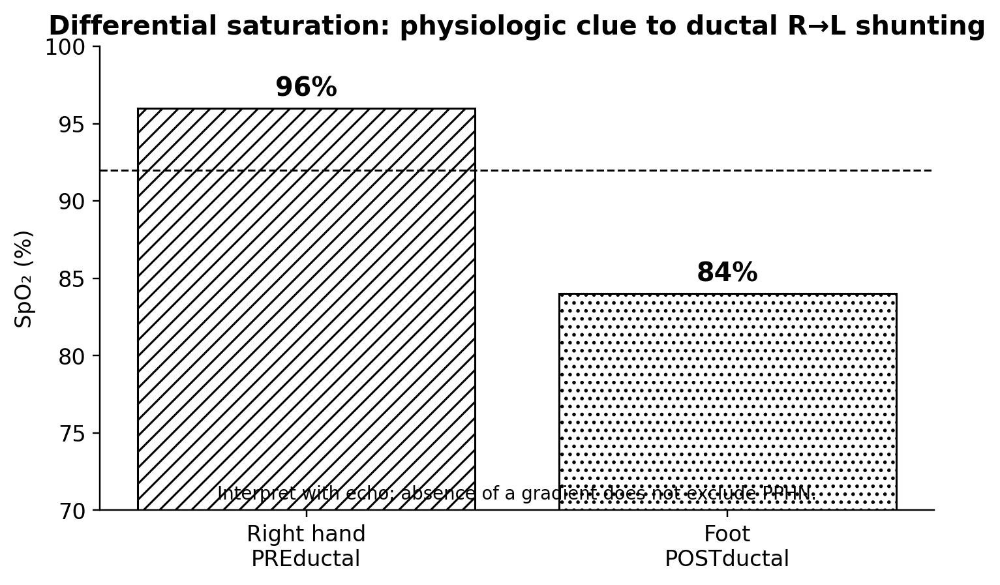 Differential saturation: physiologic clue to ductal R→L shunting
100
96%
95
90
85
84%
80
75
70
SpO₂ (%)
Interpret with echo; absence of a gradient does not exclude PPHN.
Right hand
PREductal
Foot
POSTductal